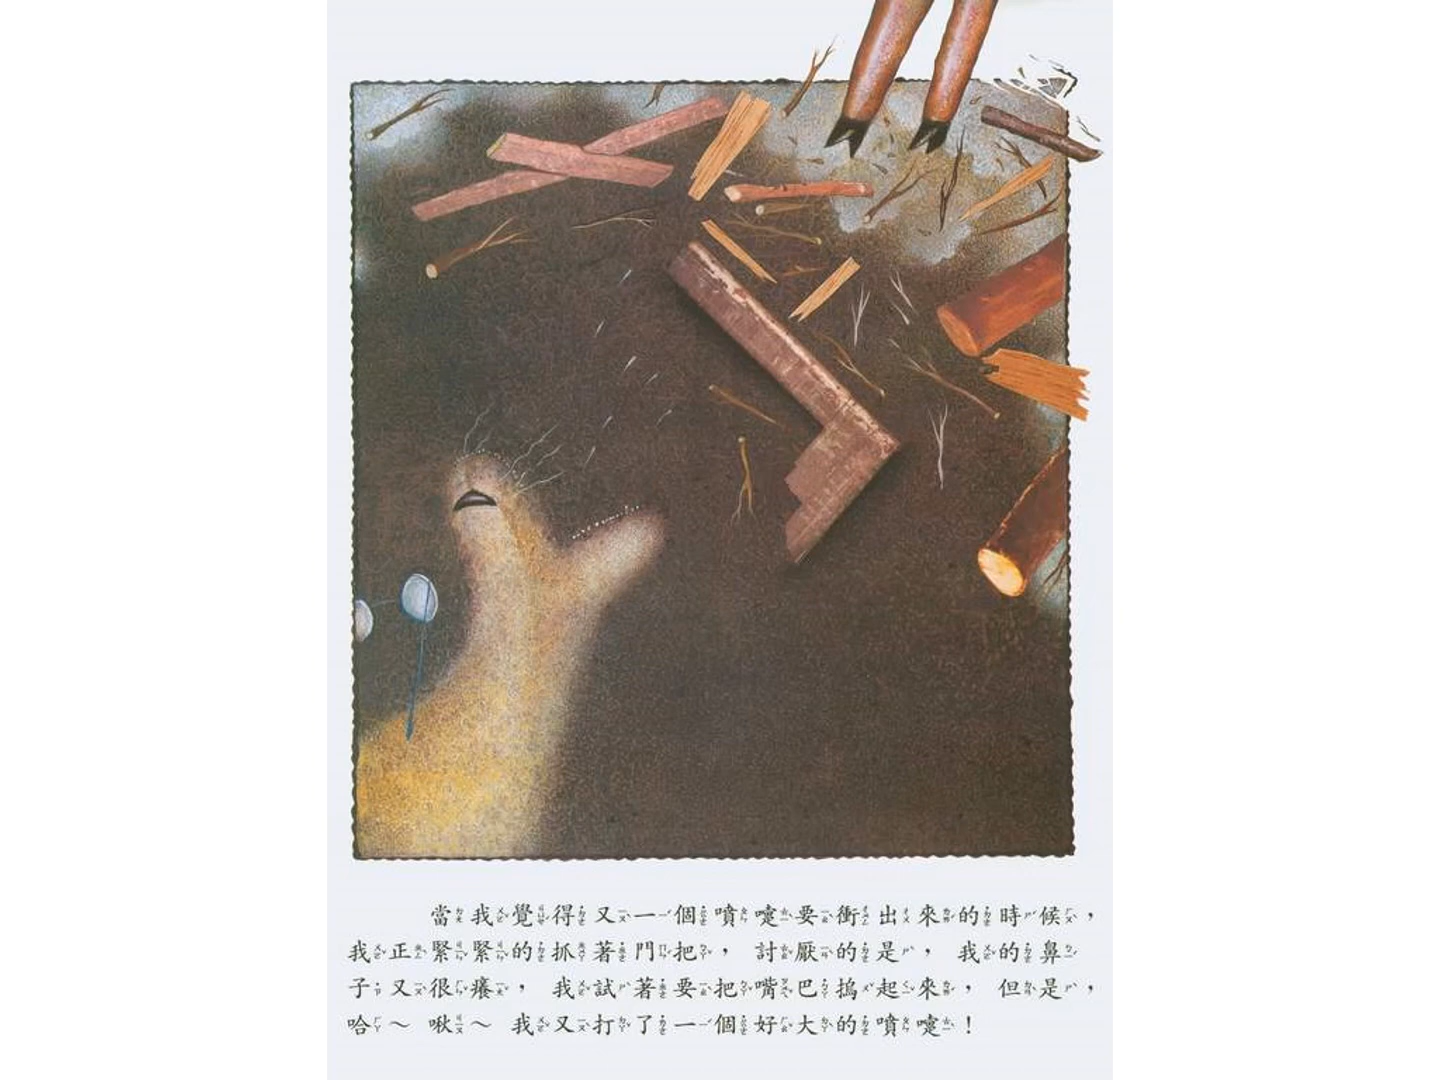 當我覺得又一個噴嚏要衝出來的時候，
我正緊緊的抓著門把，討厭的是，我的鼻
子又很癢，我試著要把嘴巴摀起來，但是，
哈～啾～我又打了一個好大的噴嚏！